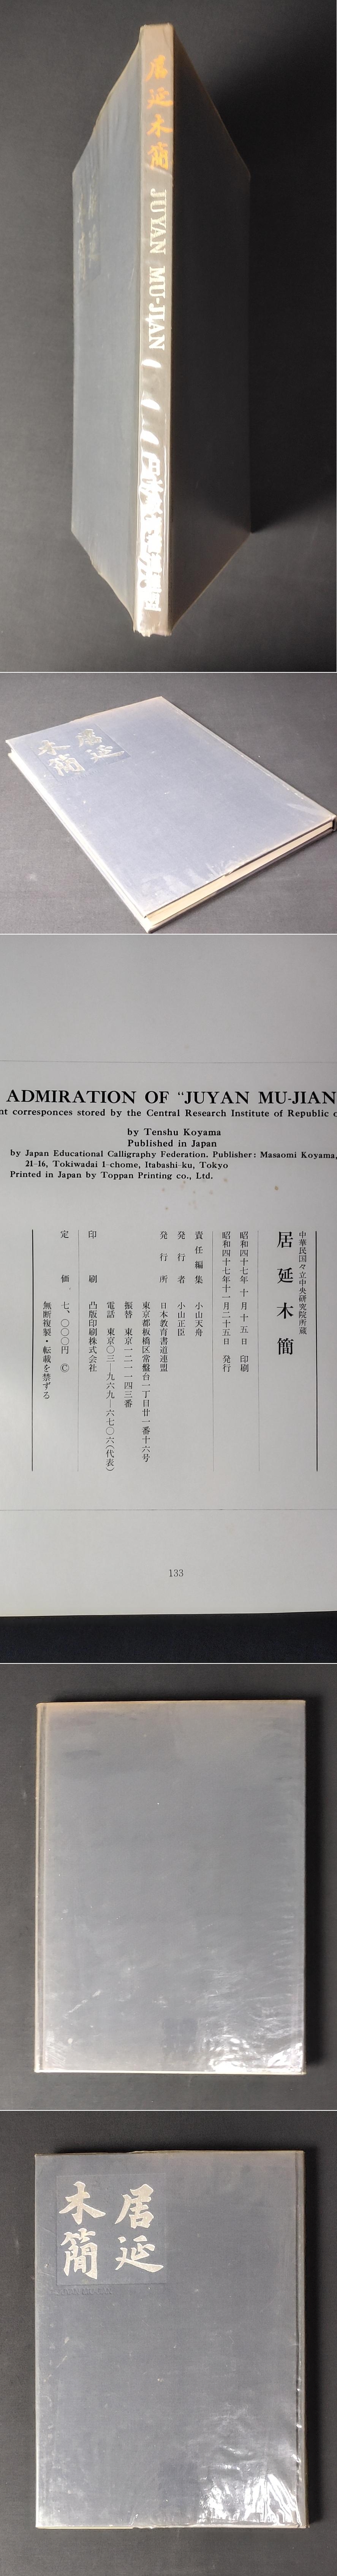 居延木簡
JUYAN MU-JIAN
居延
木簡
ADMIRATION OF "JUYAN MU-JIAN
nt corresponces stored by the Central Research Institute of Republic o
by Tenshu Koyama
Published in Japan
by Japan Educational Calligraphy Federation. Publisher: Masaomi Koyama,
21-16, Tokiwadai 1-chome, Itabashi-ku, Tokyo
Printed in Japan by Toppan Printing co., Ltd.
中華民国々立中央研究院所蔵
居延木簡
昭和四十七年十月十五日 印刷
昭和四十七年十一月二十五日 発行
責任編集 小山天舟
発行者 小山正臣
発行所 日本教育書道連盟
東京都板橋区常盤台一丁目廿一番十六号
振替 東京一二一一四三番
電話 東京〇三―九六九―六七〇六(代表)
印刷 凸版印刷株式会社
定価 七、〇〇〇円 ©
無断複製・転載を禁ずる
133
居延
木簡